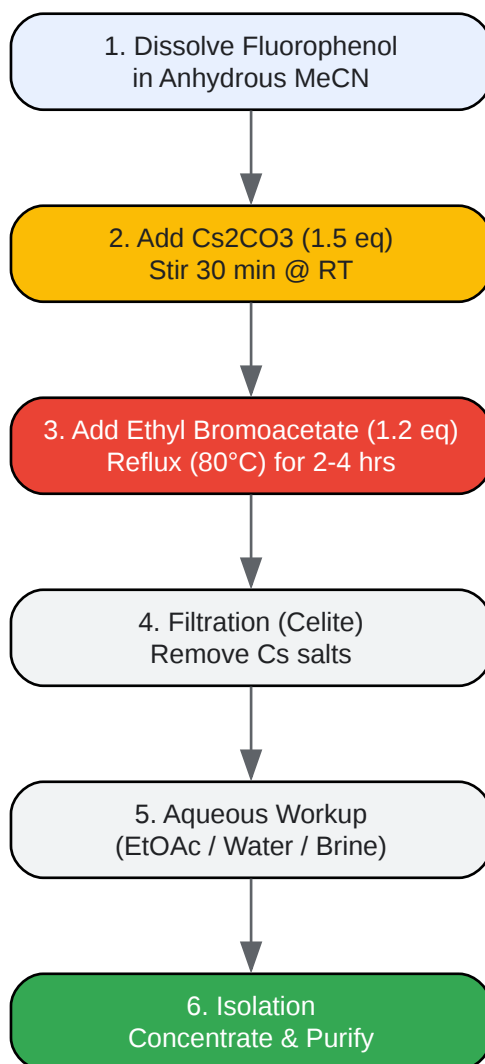 1. Dissolve Fluorophenol
in Anhydrous MeCN
2. Add Cs2CO3 (1.5 eq)
Stir 30 min @ RT
3. Add Ethyl Bromoacetate (1.2 eq)
Reflux (80°C) for 2-4 hrs
4. Filtration (Celite)
Remove Cs salts
5. Aqueous Workup
(EtOAc / Water / Brine)
6. Isolation
Concentrate & Purify